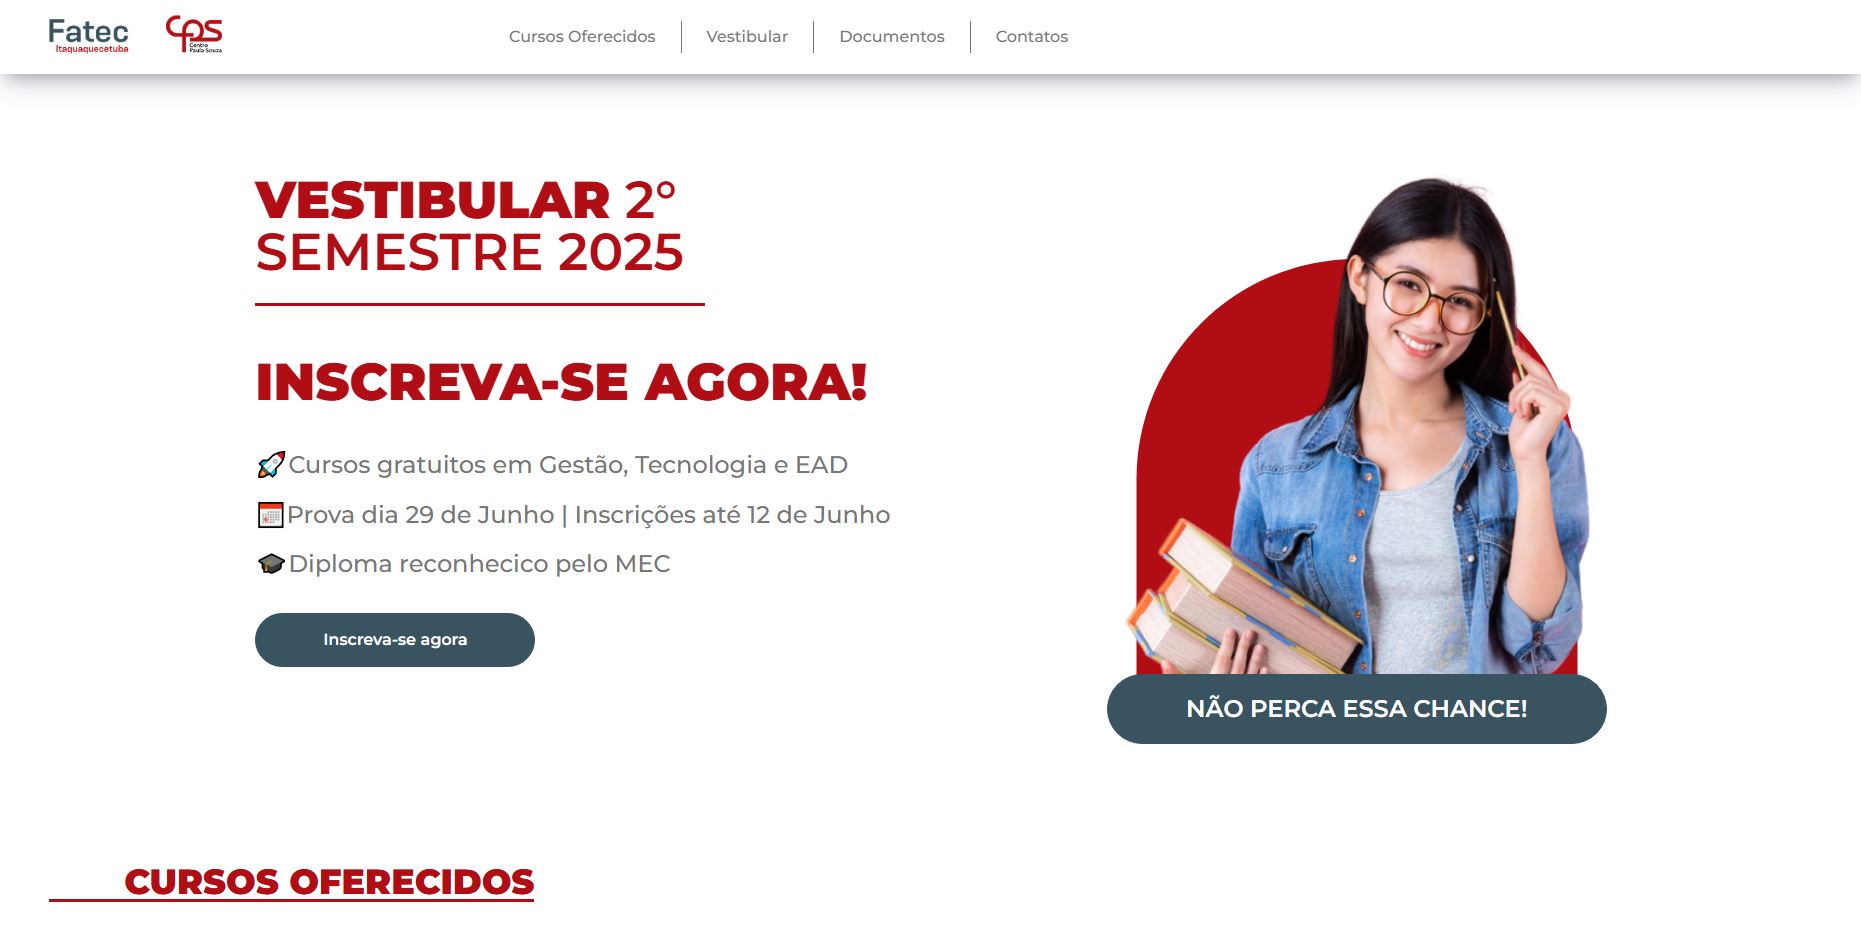 Fatec
Itaquaquecetuba
cps
Centro
Paula Souza
Cursos Oferecidos
Vestibular
Documentos
Contatos
VESTIBULAR 2°
SEMESTRE 2025
INSCREVA-SE AGORA!
Cursos gratuitos em Gestão, Tecnologia e EAD
Prova dia 29 de Junho | Inscrições até 12 de Junho
Diploma reconhecico pelo MEC
Inscreva-se agora
NÃO PERCA ESSA CHANCE!
CURSOS OFERECIDOS